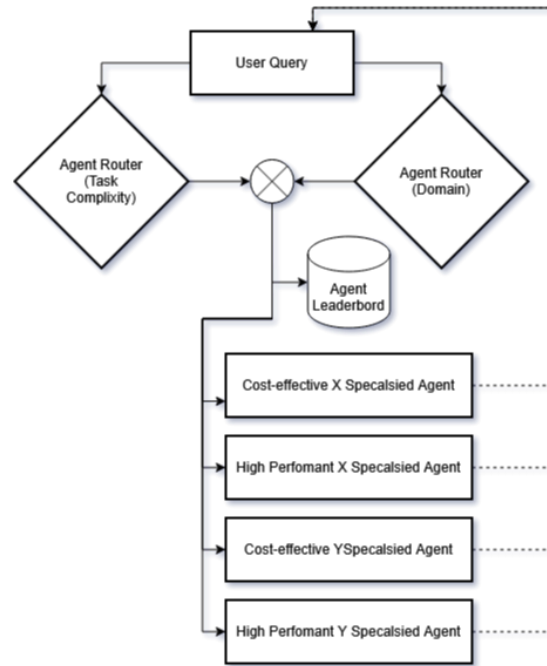 User Query
Agent Router
(Task
Complixity)
Agent Router
(Domain)
Agent
Leaderbord
Cost-effective X Specalsied Agent
High Perfomant X Specalsied Agent
Cost-effective YSpecalsied Agent
High Perfomant Y Specalsied Agent